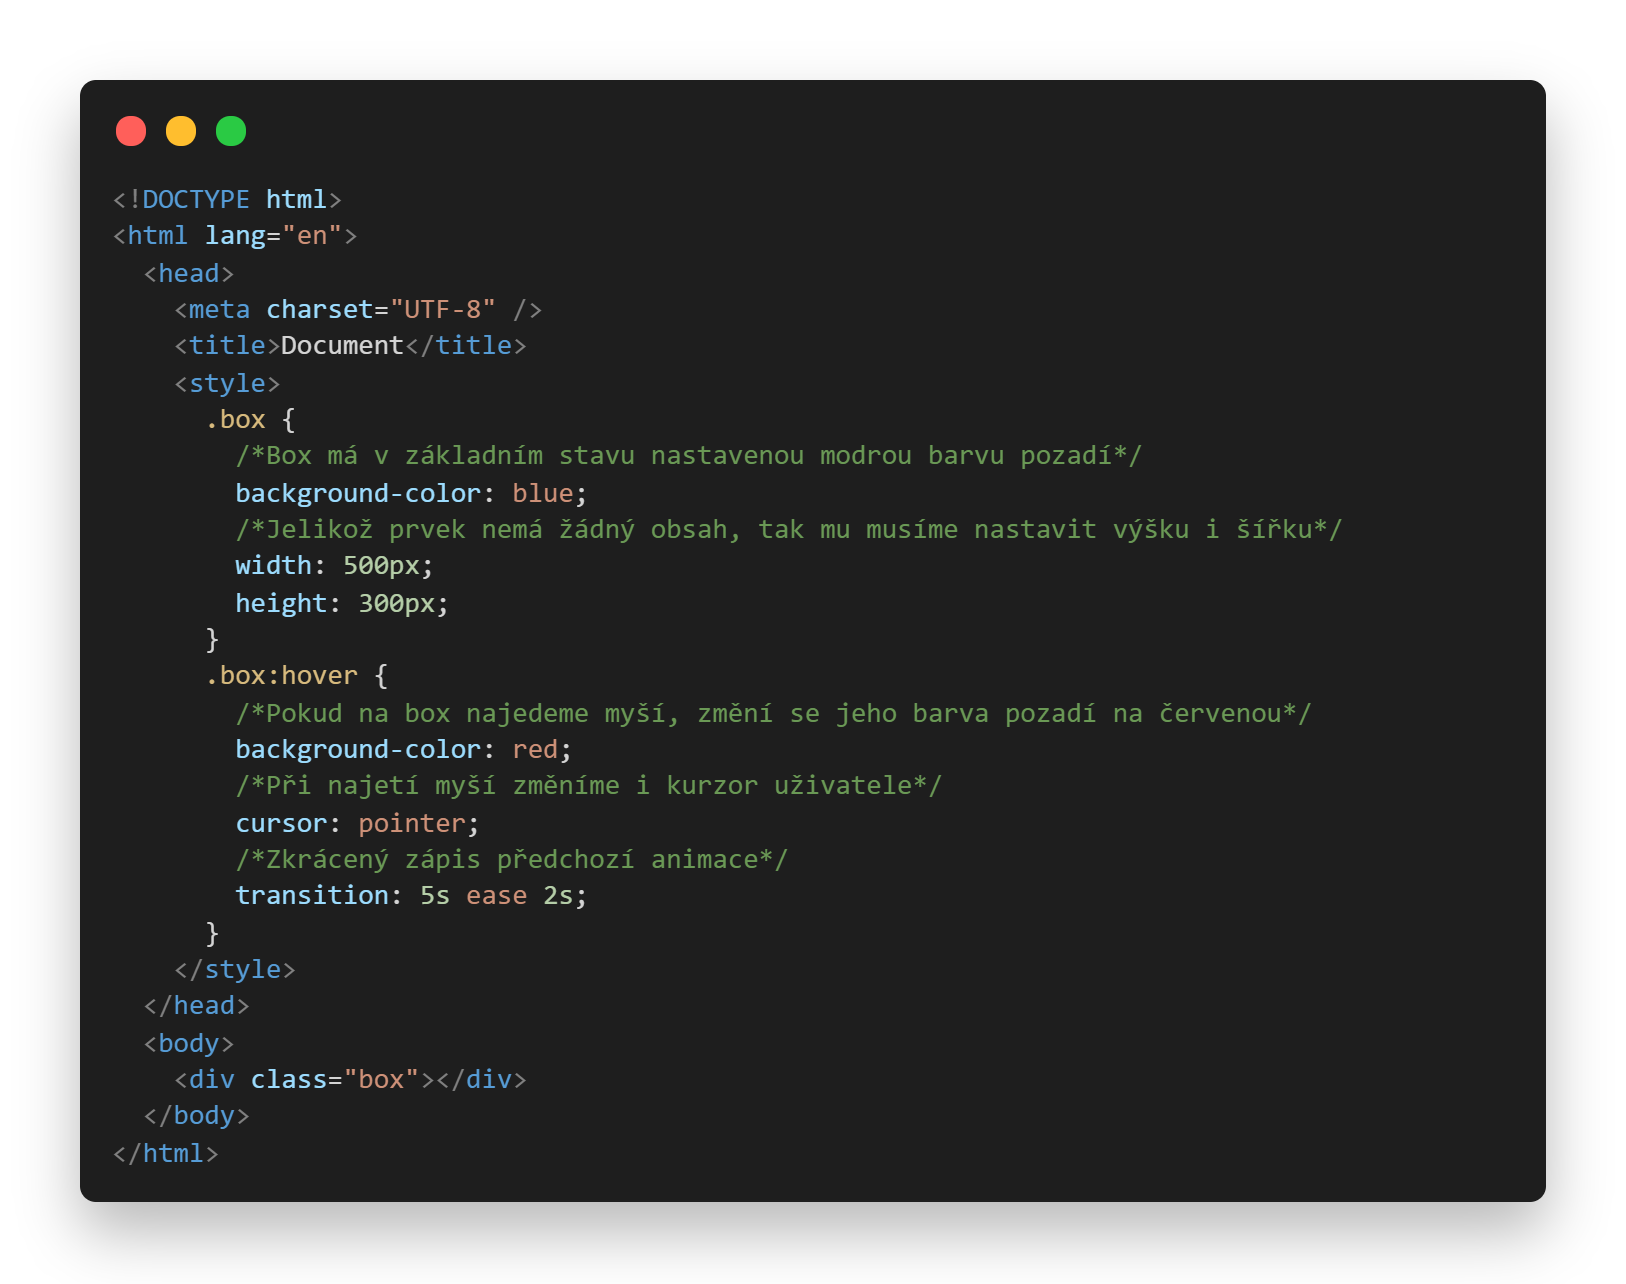 <!DOCTYPE html>
<html lang="en">
  <head>
    <meta charset="UTF-8" />
    <title>Document</title>
    <style>
      .box {
        /*Box má v základním stavu nastavenou modrou barvu pozadí*/
        background-color: blue;
        /*Jelikož prvek nemá žádný obsah, tak mu musíme nastavit výšku i šířku*/
        width: 500px;
        height: 300px;
      }
      .box:hover {
        /*Pokud na box najedeme myší, změní se jeho barva pozadí na červenou*/
        background-color: red;
        /*Při najetí myší změníme i kurzor uživatele*/
        cursor: pointer;
        /*Zkrácený zápis předchozí animace*/
        transition: 5s ease 2s;
      }
    </style>
  </head>
  <body>
    <div class="box"></div>
  </body>
</html>